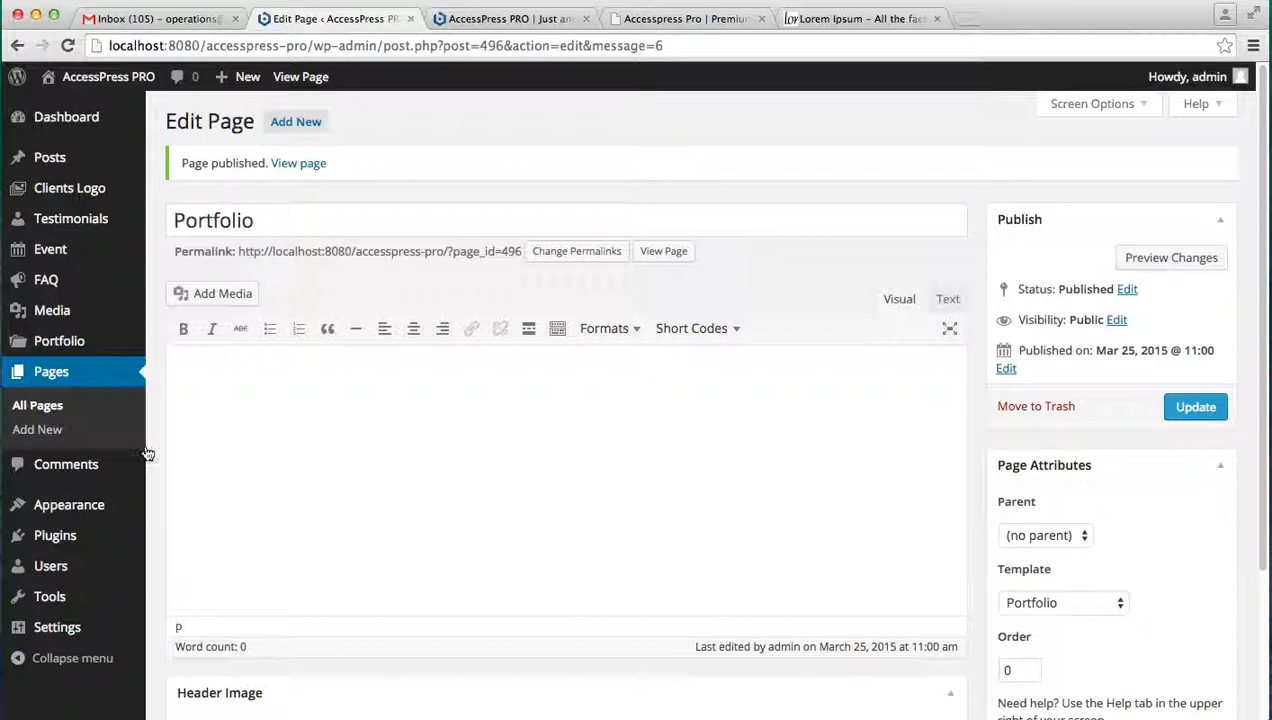 Inbox (105) – operations@
Edit Page ‹ AccessPress PR
AccessPress PRO | Just an
Accesspress Pro | Premium
Lorem Ipsum - All the fac
localhost:8080/accesspress-pro/wp-admin/post.php?post=496&action=edit&message=6
AccessPress PRO
0
New
View Page
Howdy, admin
Dashboard
Posts
Clients Logo
Testimonials
Event
FAQ
Media
Portfolio
Pages
All Pages
Add New
Comments
Appearance
Plugins
Users
Tools
Settings
Collapse menu
Screen Options
Help
Edit Page
Add New
Page published. View page
Portfolio
Permalink: http://localhost:8080/accesspress-pro/?page_id=496
Change Permalinks
View Page
Add Media
Visual
Text
B
I
ABC
Formats
Short Codes
p
Word count: 0
Last edited by admin on March 25, 2015 at 11:00 am
Header Image
Publish
Preview Changes
Status: Published Edit
Visibility: Public Edit
Published on: Mar 25, 2015 @ 11:00
Edit
Move to Trash
Update
Page Attributes
Parent
(no parent)
Template
Portfolio
Order
0
Need help? Use the Help tab in the upper
right of your screen.